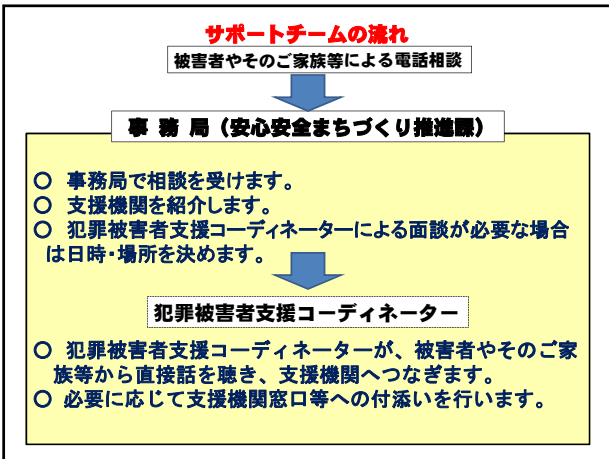 サポートチームの流れ
被害者やそのご家族等による電話相談
事 務 局（安心安全まちづくり推進課）
○ 事務局で相談を受けます。
○ 支援機関を紹介します。
○ 犯罪被害者支援コーディネーターによる面談が必要な場合
は日時・場所を決めます。
犯罪被害者支援コーディネーター
○ 犯罪被害者支援コーディネーターが、被害者やそのご家
族等から直接話を聴き、支援機関へつなぎます。
○ 必要に応じて支援機関窓口等への付添いを行います。